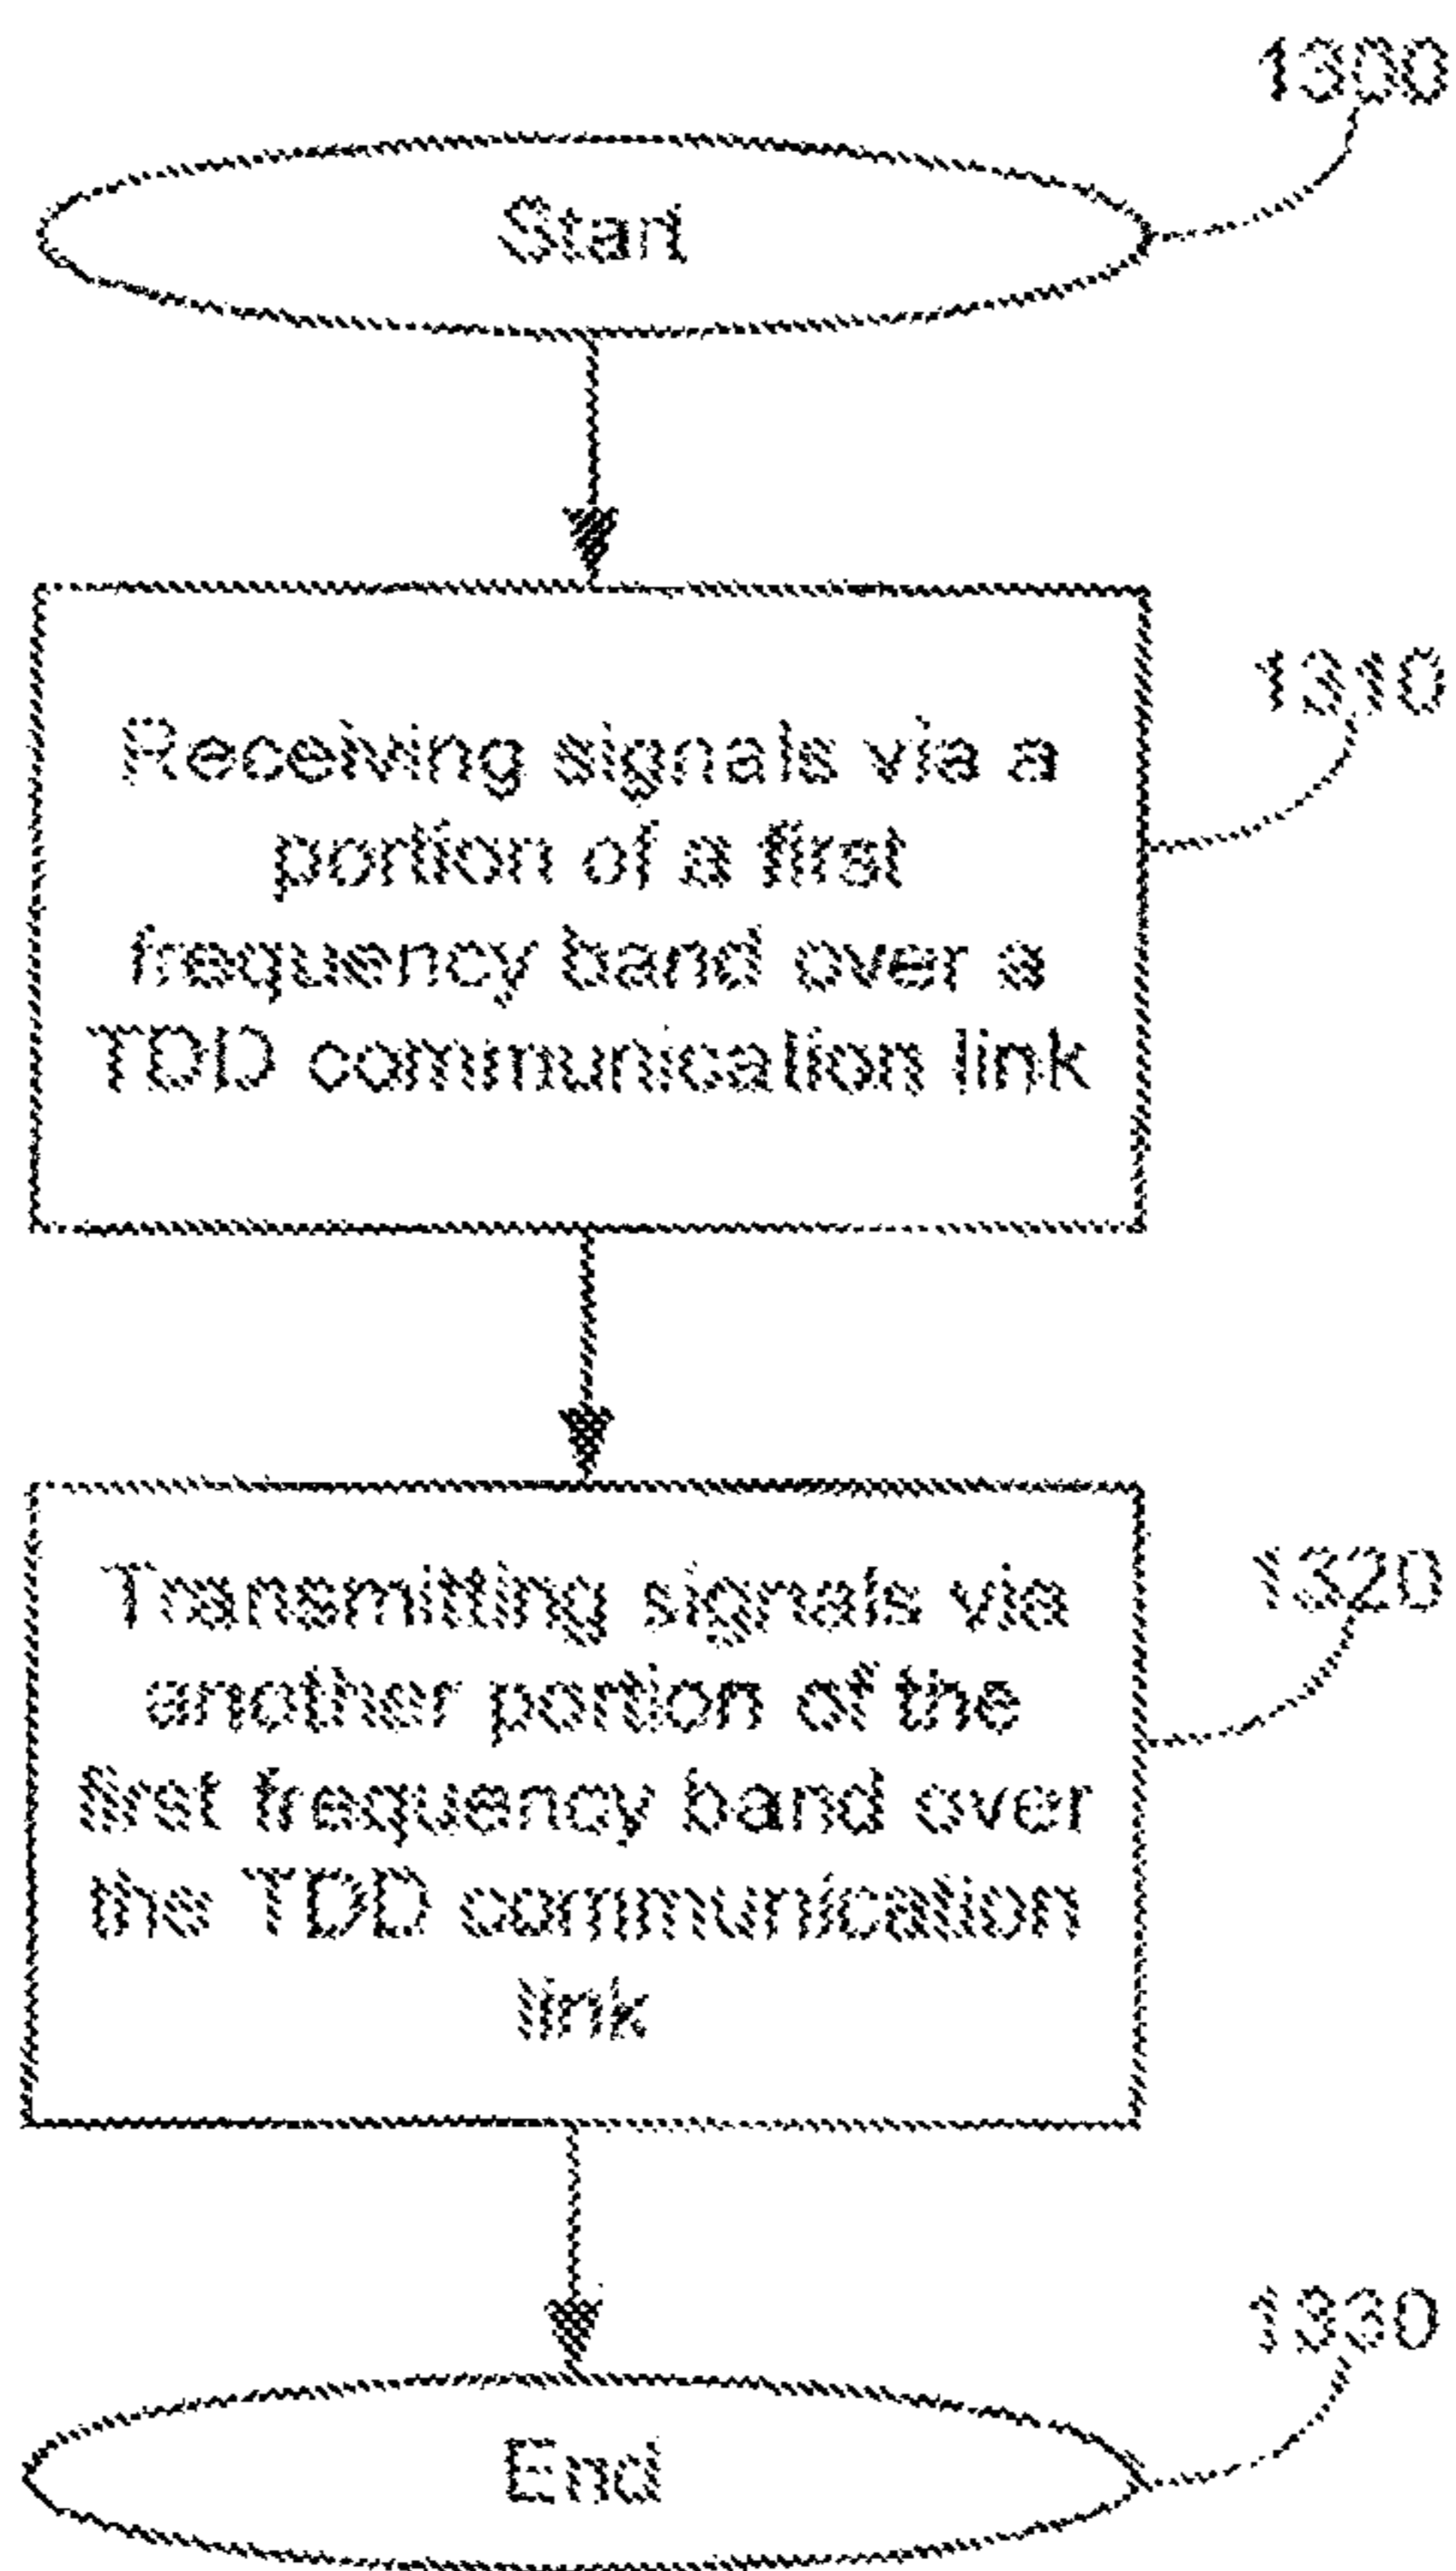 1300
Start
1310
Receiving signals via a
portion of a first
frequency band over a
TDD communication link
1320
Transmitting signals via
another portion of the
first frequency band over
the TDD communication
link
1330
End